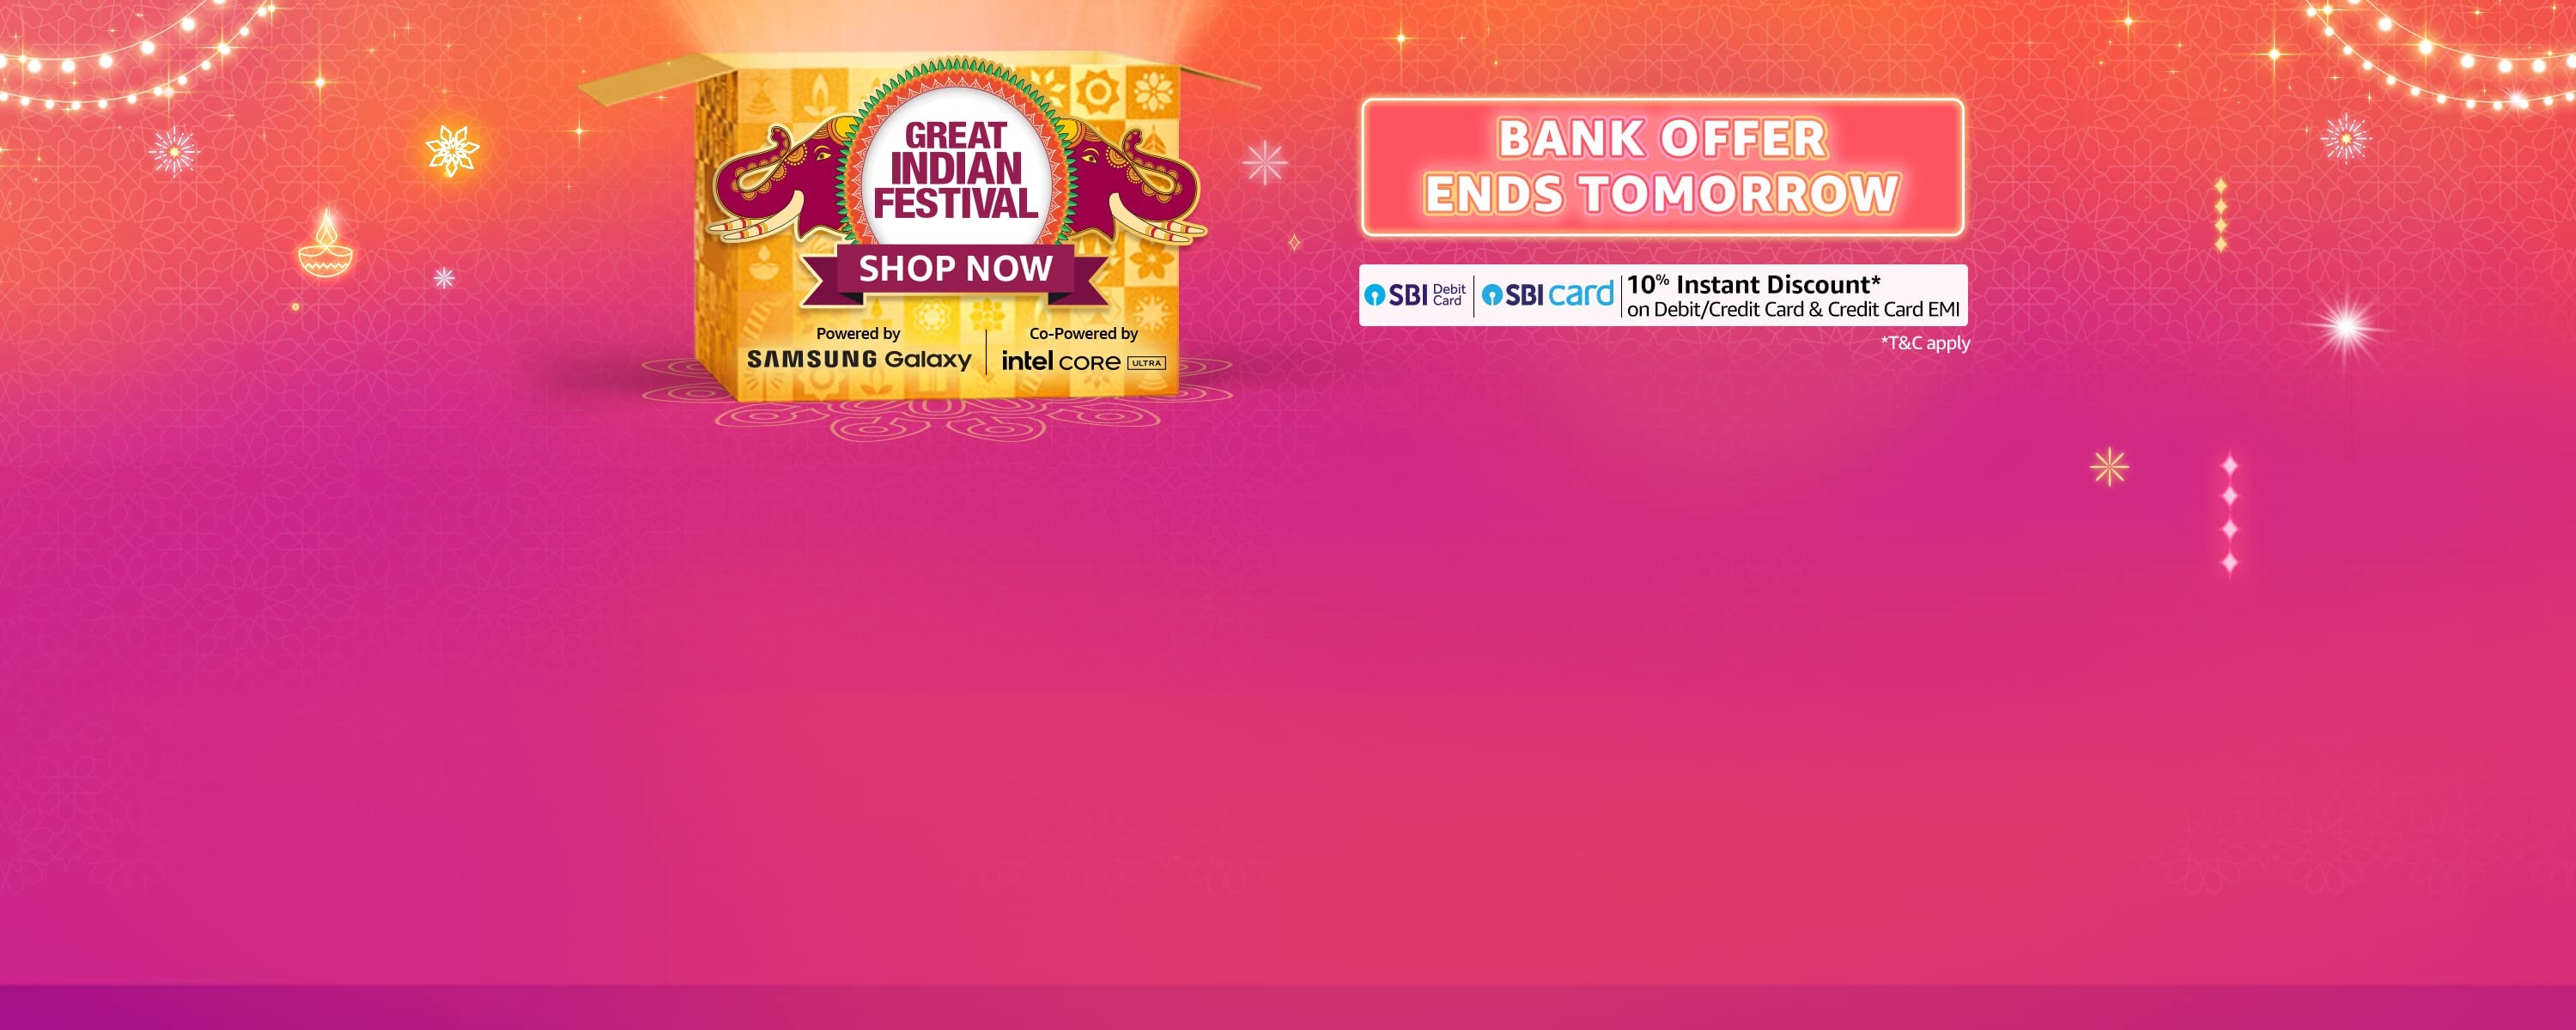 GREAT
INDIAN
FESTIVAL
SHOP NOW
Powered by
SAMSUNG Galaxy
Co-Powered by
intel CORE ULTRA
BANK OFFER
ENDS TOMORROW
SBI Debit Card
SBI card
10% Instant Discount*
on Debit/Credit Card & Credit Card EMI
*T&C apply